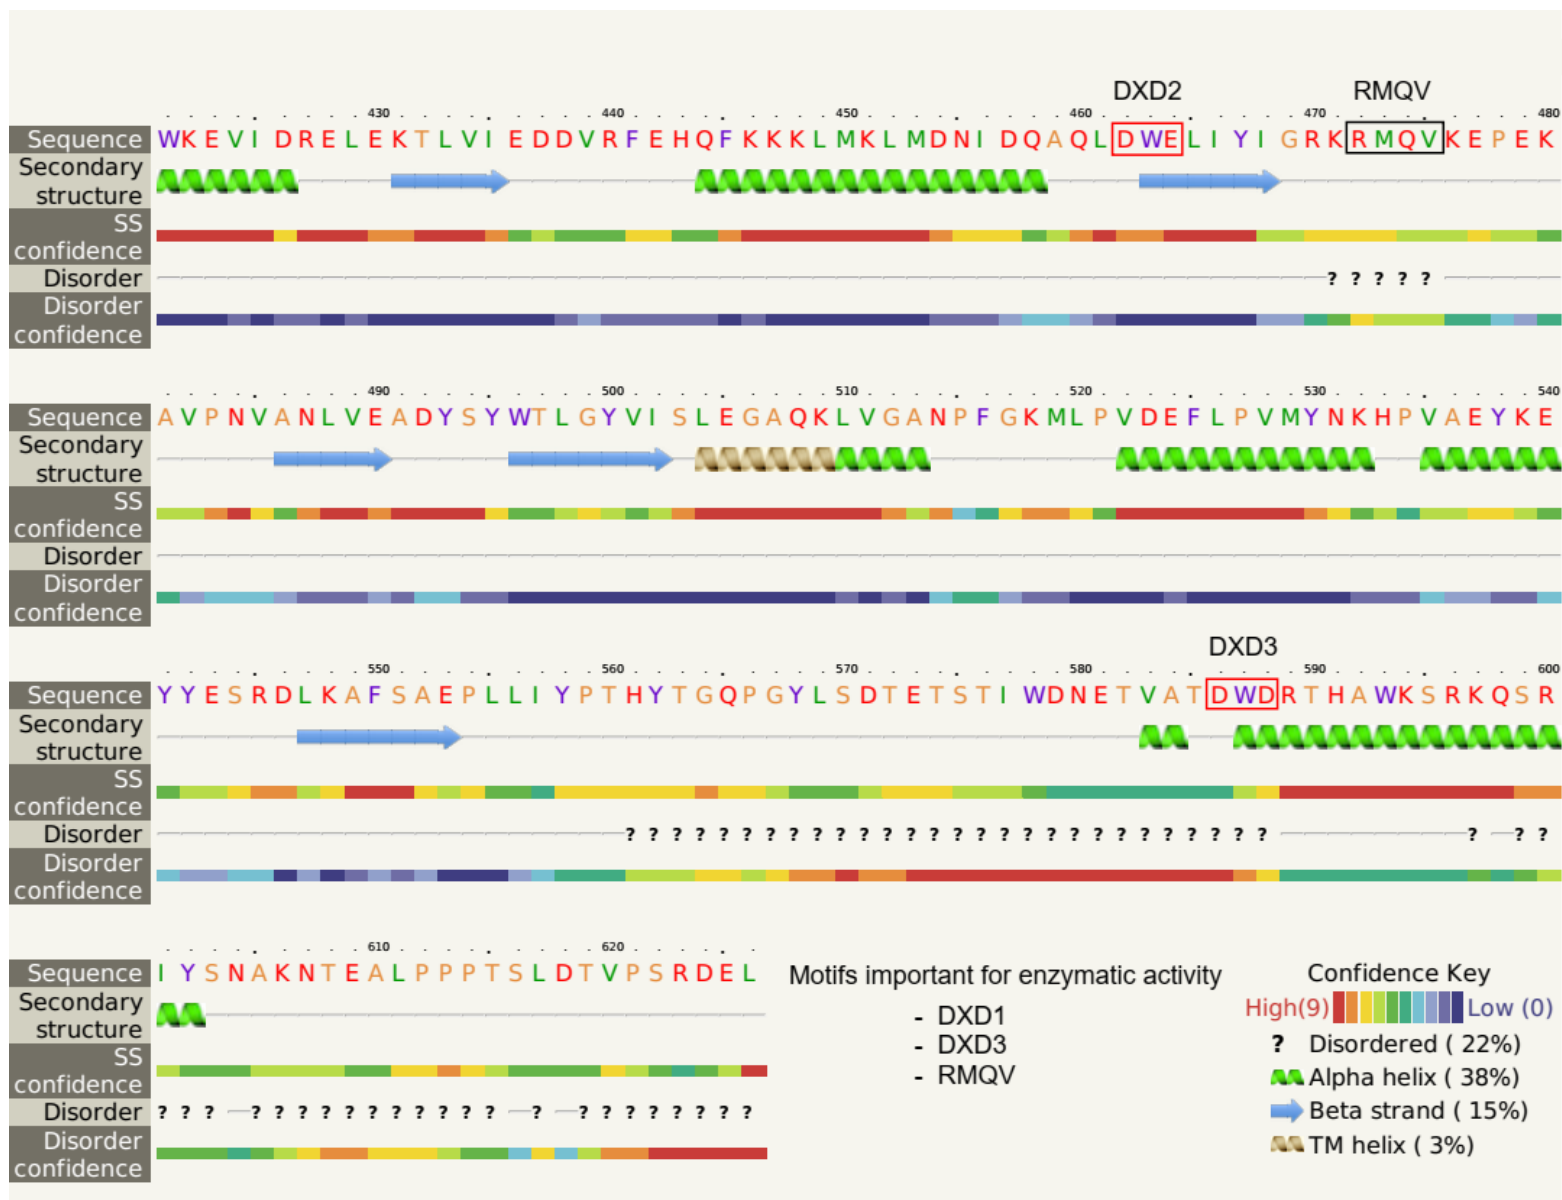 DXD2 RMQV
430 440 450 460 470 480
Sequence W K E V I D R E L E K T L V I E D D V R F E H Q F K K K L M K L M D N I D Q A Q L D W E L I Y I G R K R M Q V K E P E K
Secondary
structure
SS
confidence
Disorder ? ? ? ? ?
Disorder
confidence
490 500 510 520 530 540
Sequence A V P N V A N L V E A D Y S Y W T L G Y V I S L E G A Q K L V G A N P F G K M L P V D E F L P V M Y N K H P V A E Y K E
Secondary
structure
SS
confidence
Disorder
Disorder
confidence
DXD3
550 560 570 580 590 600
Sequence Y Y E S R D L K A F S A E P L L I Y P T H Y T G Q P G Y L S D T E T S T I W D N E T V A T D W D R T H A W K S R K Q S R
Secondary
structure
SS
confidence
Disorder ? ? ? ? ? ? ? ? ? ? ? ? ? ? ? ? ? ? ? ? ? ? ? ? ? ? ? ? ? ? ?
Disorder
confidence
610 620
Sequence I Y S N A K N T E A L P P P T S L D T V P S R D E L
Secondary
structure
SS
confidence
Disorder ? ? ? ? ? ? ? ? ? ? ? ? ? ? ? ? ? ? ? ? ? ? ?
Disorder
confidence
Motifs important for enzymatic activity
- DXD1
- DXD3
- RMQV
Confidence Key
High(9) Low (0)
? Disordered ( 22%)
Alpha helix ( 38%)
Beta strand ( 15%)
TM helix ( 3%)